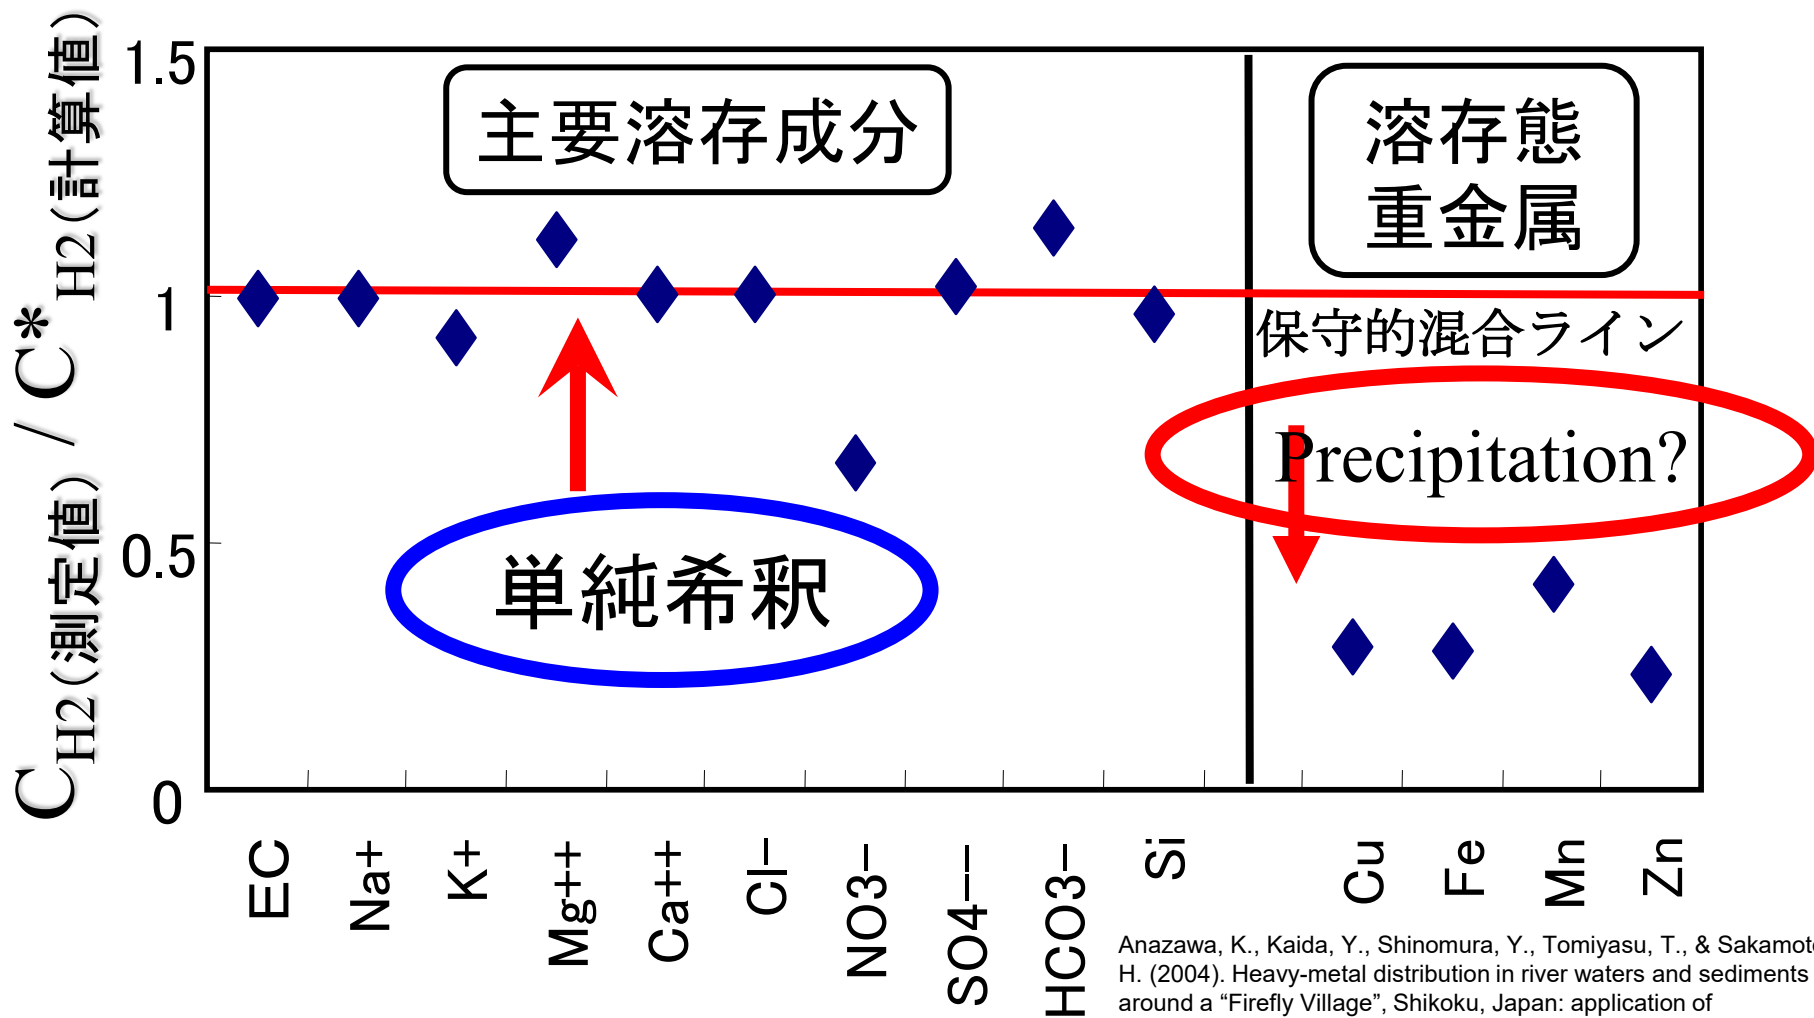 C H2(測定値) / C* H2(計算値)
1.5
1
0.5
0
主要溶存成分
溶存態
重金属
保守的混合ライン
Precipitation?
単純希釈
EC
Na+
K+
Mg++
Ca++
Cl-
NO3-
SO4--
HCO3-
Si
Cu
Fe
Mn
Zn
Anazawa, K., Kaida, Y., Shinomura, Y., Tomiyasu, T., & Sakamoto
H. (2004). Heavy-metal distribution in river waters and sediments
around a “Firefly Village”, Shikoku, Japan: application of